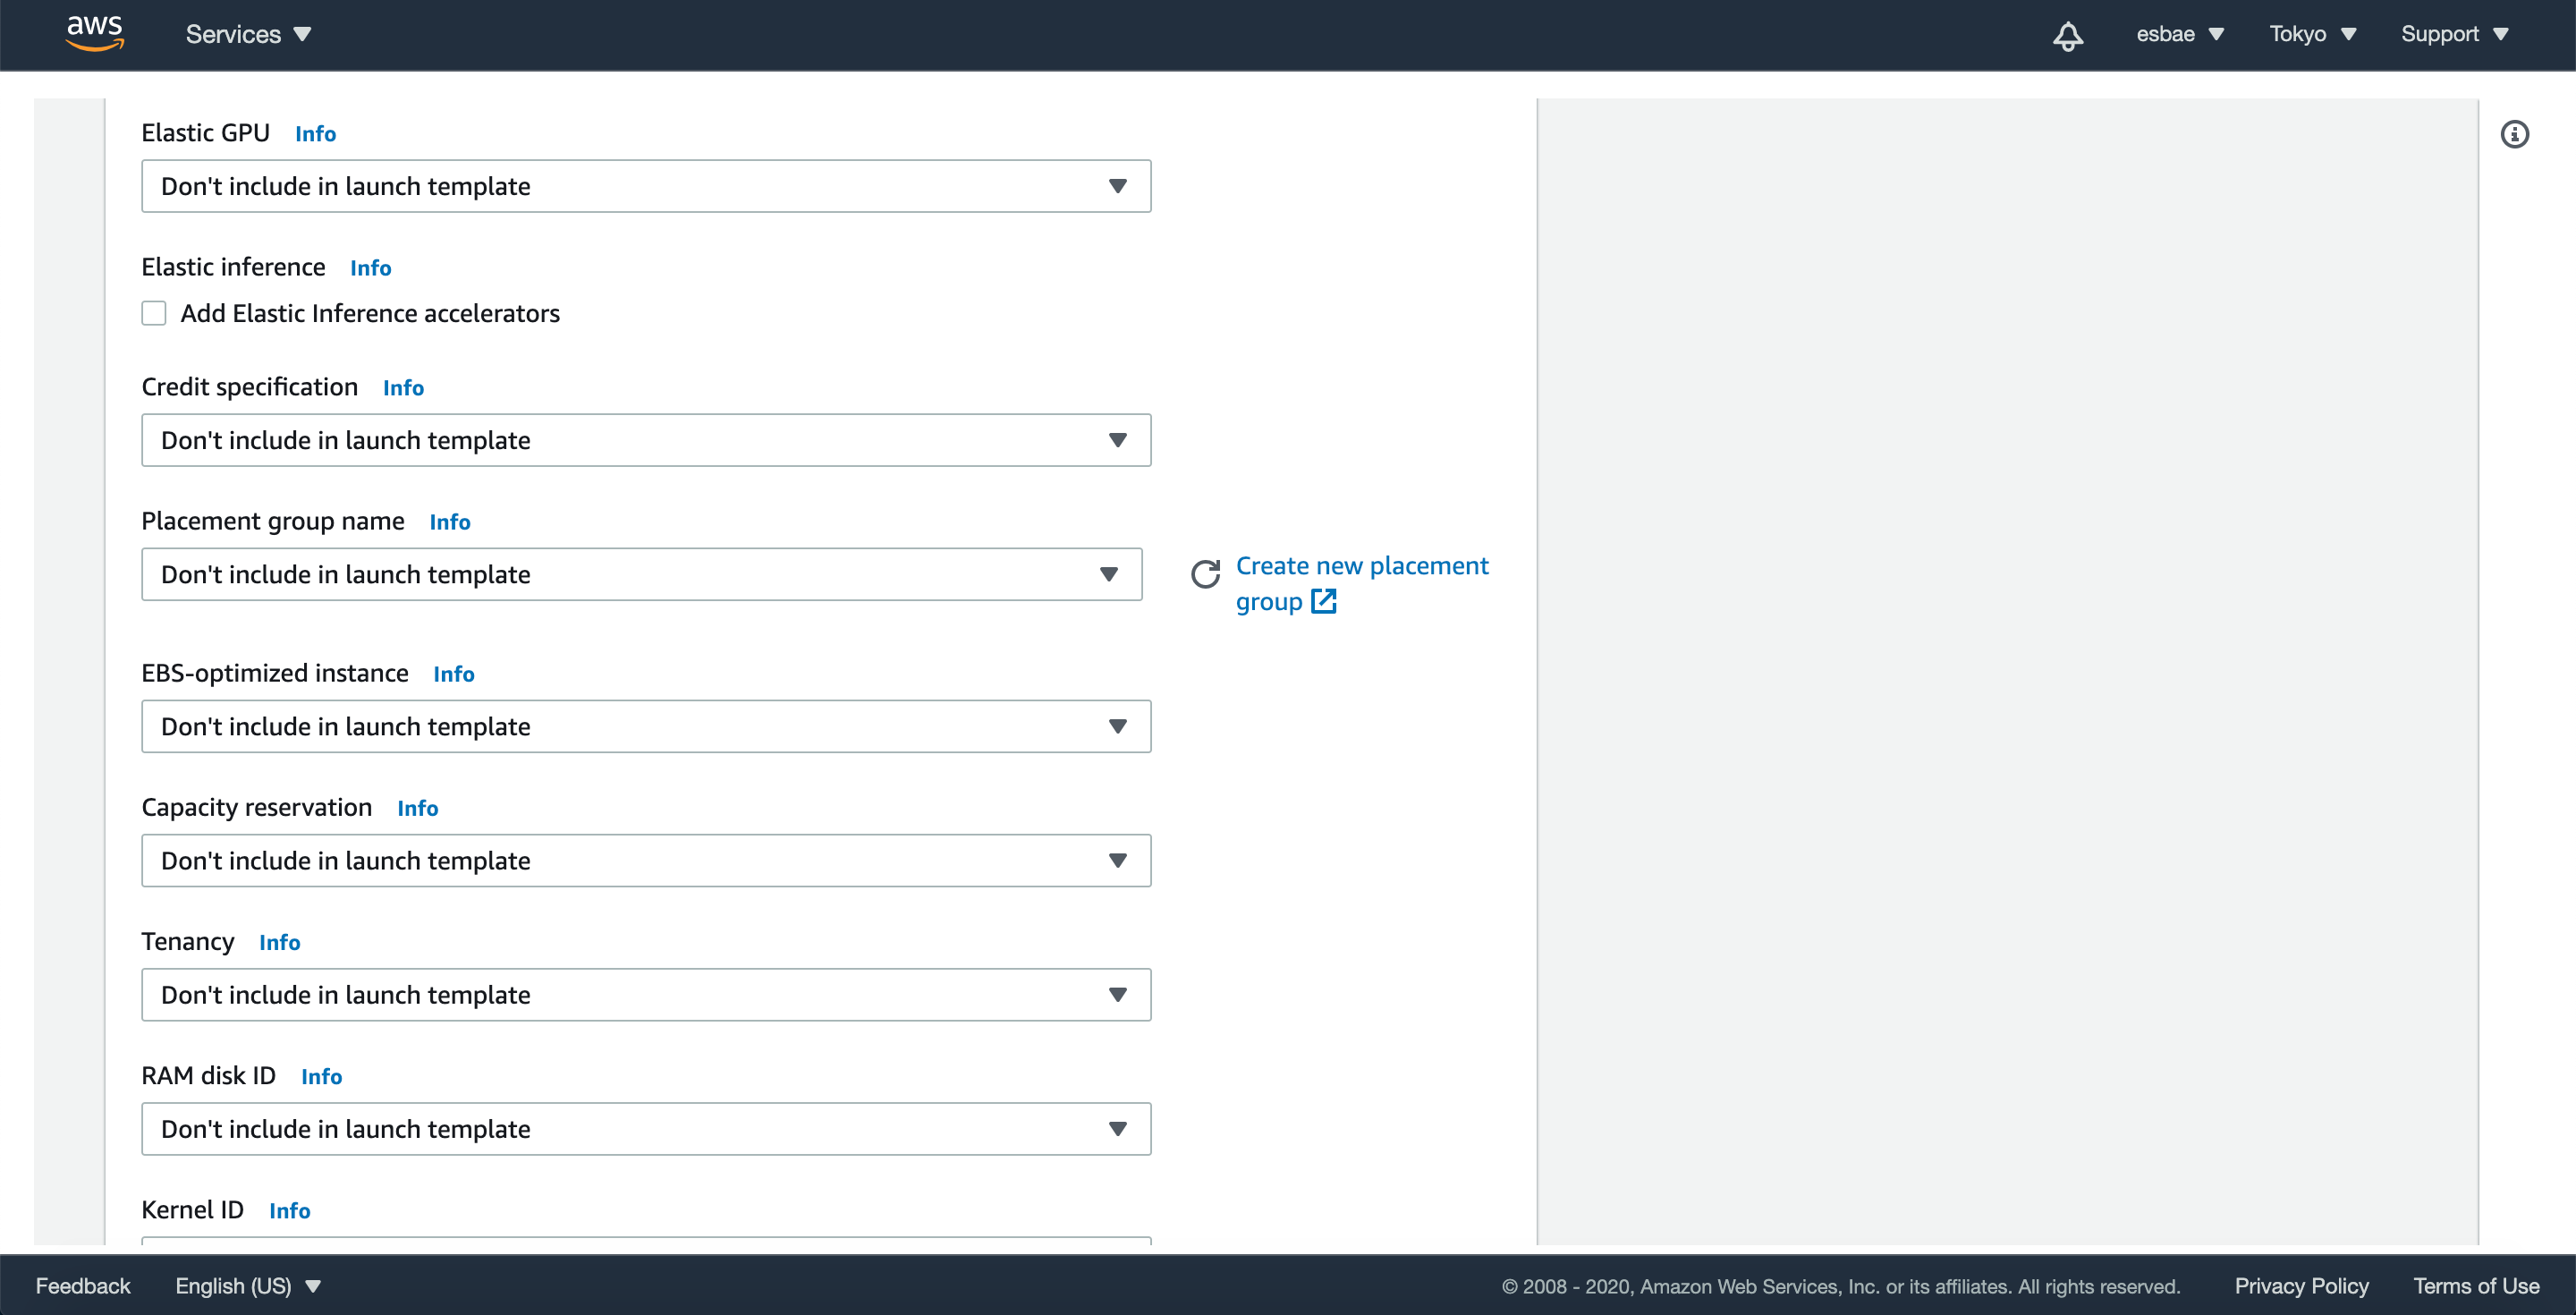 aws Services esbae Tokyo Support
Elastic GPU Info
Don't include in launch template
Elastic inference Info
Add Elastic Inference accelerators
Credit specification Info
Don't include in launch template
Placement group name Info
Don't include in launch template
Create new placement
group
EBS-optimized instance Info
Don't include in launch template
Capacity reservation Info
Don't include in launch template
Tenancy Info
Don't include in launch template
RAM disk ID Info
Don't include in launch template
Kernel ID Info
Feedback English (US) © 2008 - 2020, Amazon Web Services, Inc. or its affiliates. All rights reserved. Privacy Policy Terms of Use